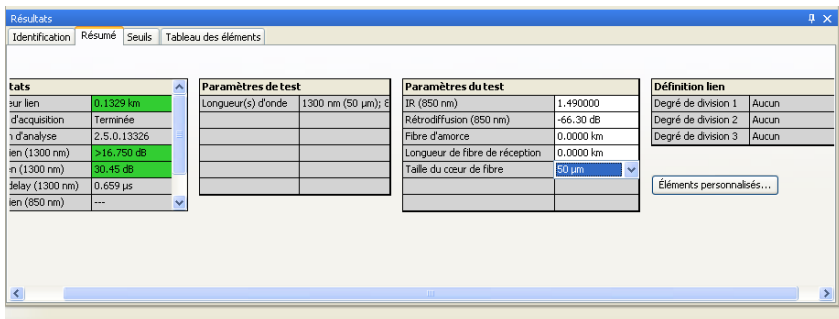 Résultats
Identification Résumé Seuils Tableau des éléments
tats
eur lien 0.1329 km
d'acquisition Terminée
n d'analyse 2.5.0.13326
ien (1300 nm) >16.750 dB
n (1300 nm) 30.45 dB
delay (1300 nm) 0.659 µs
ien (850 nm) ---
Paramètres de test
Longueur(s) d'onde 1300 nm (50 µm); 8
Paramètres du test
IR (850 nm) 1.490000
Rétrodiffusion (850 nm) -66.30 dB
Fibre d'amorce 0.0000 km
Longueur de fibre de réception 0.0000 km
Taille du cœur de fibre 50 µm
Définition lien
Degré de division 1 Aucun
Degré de division 2 Aucun
Degré de division 3 Aucun
Éléments personnalisés...